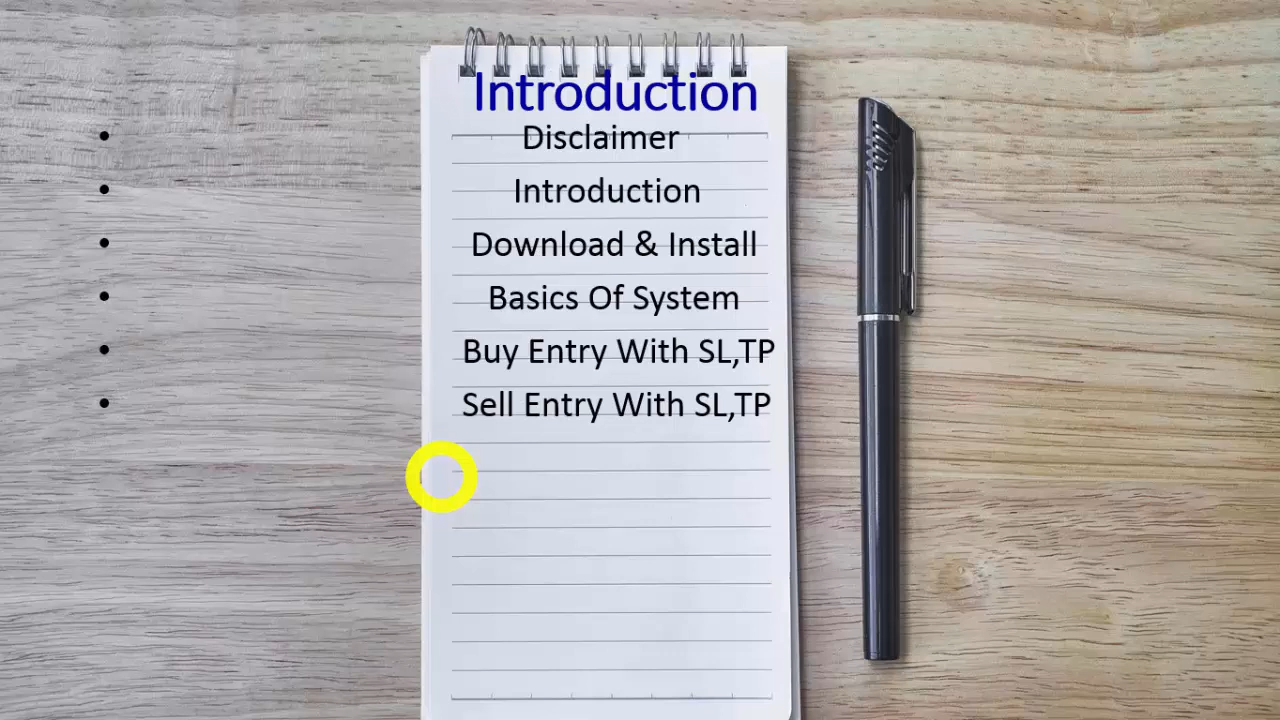 Introduction
• Disclaimer
• Introduction
• Download & Install
• Basics Of System
• Buy Entry With SL,TP
• Sell Entry With SL,TP